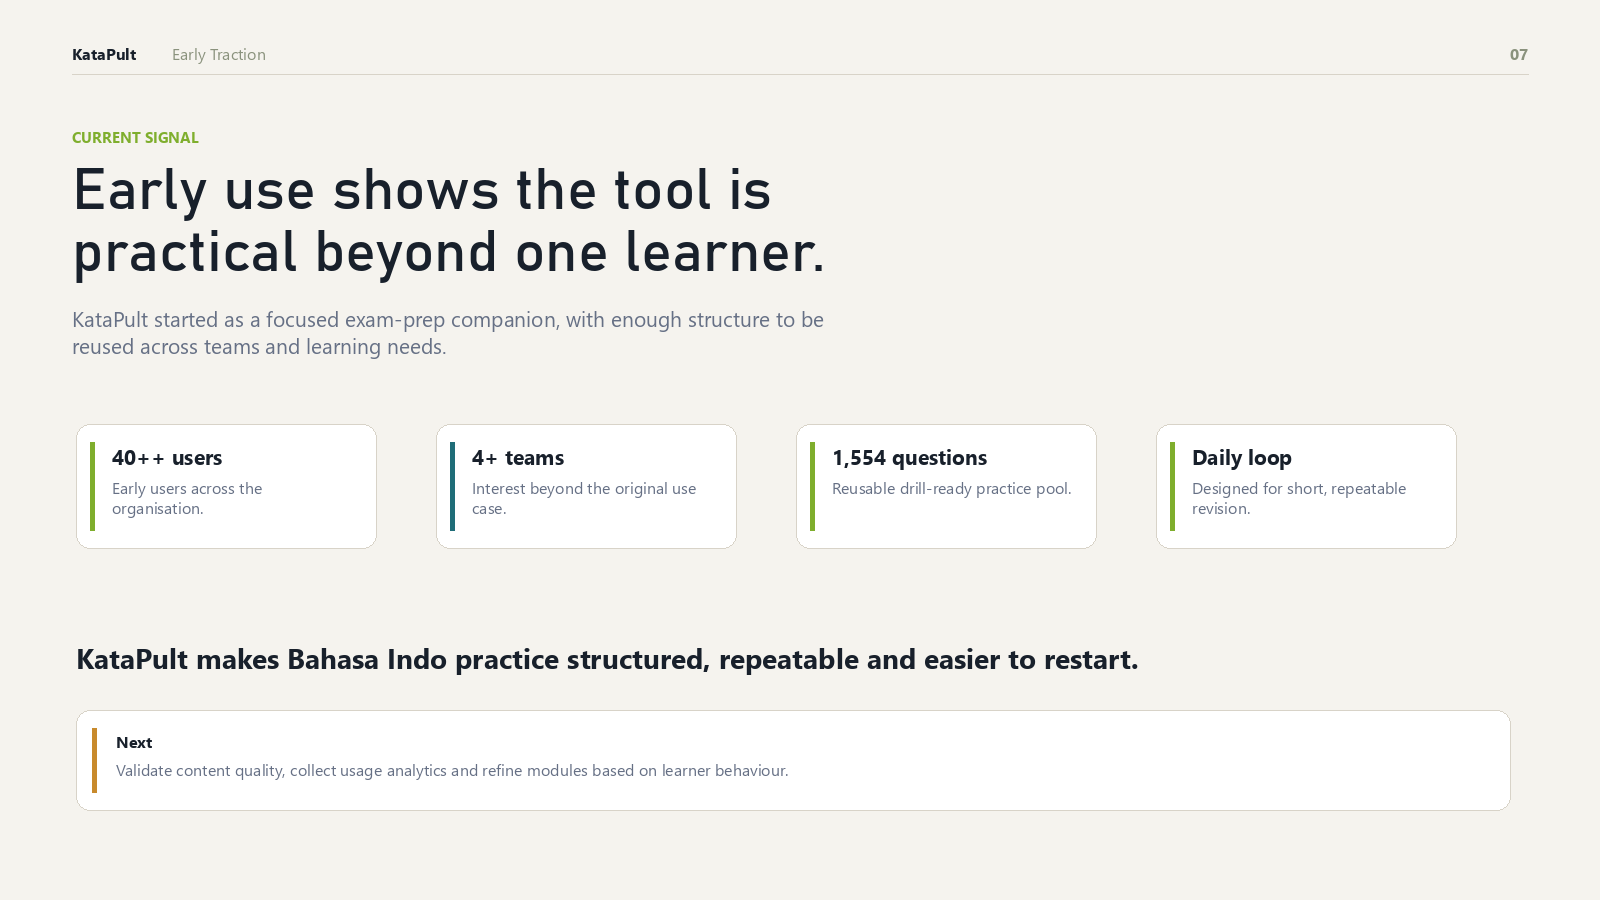 KataPult Early Traction 07
CURRENT SIGNAL
Early use shows the tool is
practical beyond one learner.
KataPult started as a focused exam-prep companion, with enough structure to be
reused across teams and learning needs.
40++ users
Early users across the
organisation.
4+ teams
Interest beyond the original use
case.
1,554 questions
Reusable drill-ready practice pool.
Daily loop
Designed for short, repeatable
revision.
KataPult makes Bahasa Indo practice structured, repeatable and easier to restart.
Next
Validate content quality, collect usage analytics and refine modules based on learner behaviour.